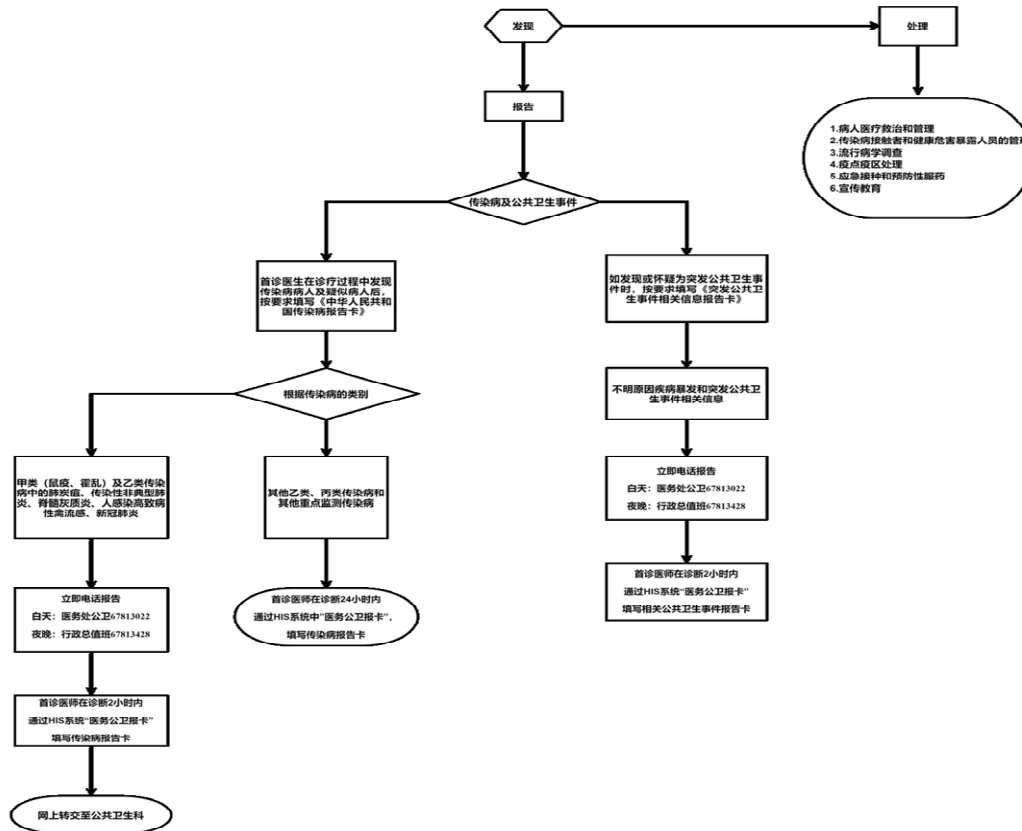 发现
处理
报告
1.病人医疗救治和管理
2.传染病接触者和健康危害暴露人员的管理
3.流行病学调查
4.疫点疫区处理
5.应急接种和预防性服药
6.宣传教育
传染病及公共卫生事件
首诊医生在诊疗过程中发现
传染病病人及疑似病人后，
按要求填写《中华人民共和
国传染病报告卡》
如发现或怀疑为突发公共卫生事
件时，按要求填写《突发公共卫
生事件相关信息报告卡》
根据传染病的类别
不明原因疾病暴发和突发公共卫
生事件相关信息
甲类（鼠疫、霍乱）及乙类传染
病中的肺炭疽、传染性非典型肺
炎、脊髓灰质炎、人感染高致病
性禽流感、新冠肺炎
其他乙类、丙类传染病和
其他重点监测传染病
立即电话报告
白天：医务处公卫67813022
夜晚：行政总值班67813428
立即电话报告
白天：医务处公卫67813022
夜晚：行政总值班67813428
首诊医师在诊断24小时内
通过HIS系统中"医务公卫报卡"，
填写传染病报告卡
首诊医师在诊断2小时内
通过HIS系统"医务公卫报卡"
填写相关公共卫生事件报告卡
首诊医师在诊断2小时内
通过HIS系统"医务公卫报卡"
填写传染病报告卡
网上转交至公共卫生科